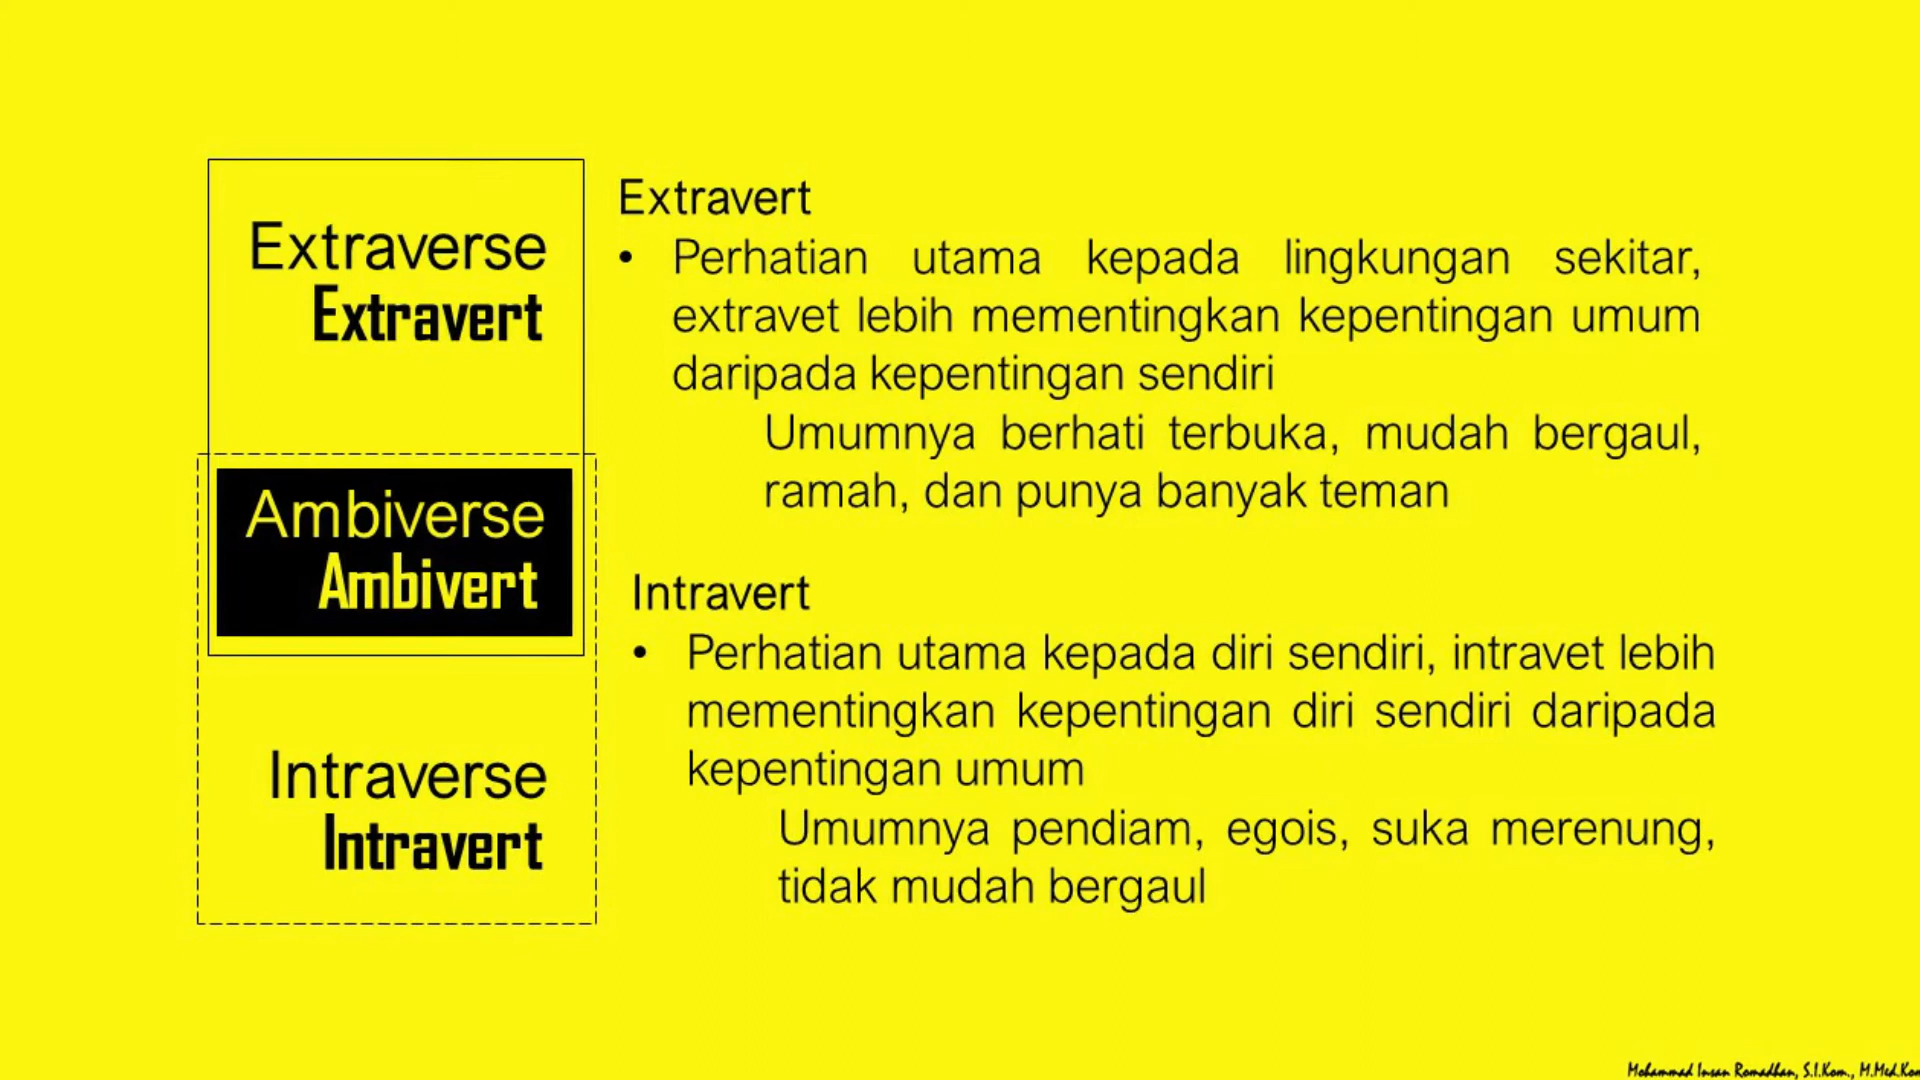 Extraverse
Extravert
Ambiverse
Ambivert
Intraverse
Intravert
Extravert
• Perhatian utama kepada lingkungan sekitar,
extravet lebih mementingkan kepentingan umum
daripada kepentingan sendiri
Umumnya berhati terbuka, mudah bergaul,
ramah, dan punya banyak teman
Intravert
• Perhatian utama kepada diri sendiri, intravet lebih
mementingkan kepentingan diri sendiri daripada
kepentingan umum
Umumnya pendiam, egois, suka merenung,
tidak mudah bergaul
Mohammad Insan Romadhan, S.I.Kom., M.Med.Kom